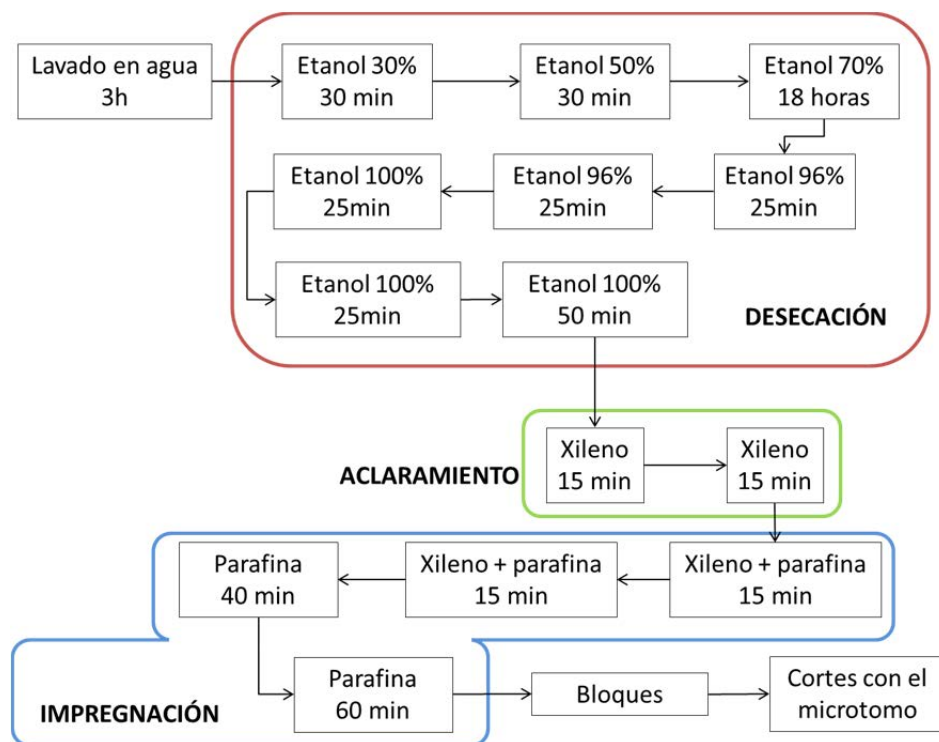 Lavado en agua
3h
Etanol 30%
30 min
Etanol 50%
30 min
Etanol 70%
18 horas
Etanol 96%
25min
Etanol 96%
25min
Etanol 100%
25min
Etanol 100%
25min
Etanol 100%
50 min
DESECACIÓN
ACLARAMIENTO
Xileno
15 min
Xileno
15 min
Xileno + parafina
15 min
Xileno + parafina
15 min
Parafina
40 min
IMPREGNACIÓN
Parafina
60 min
Bloques
Cortes con el
microtomo